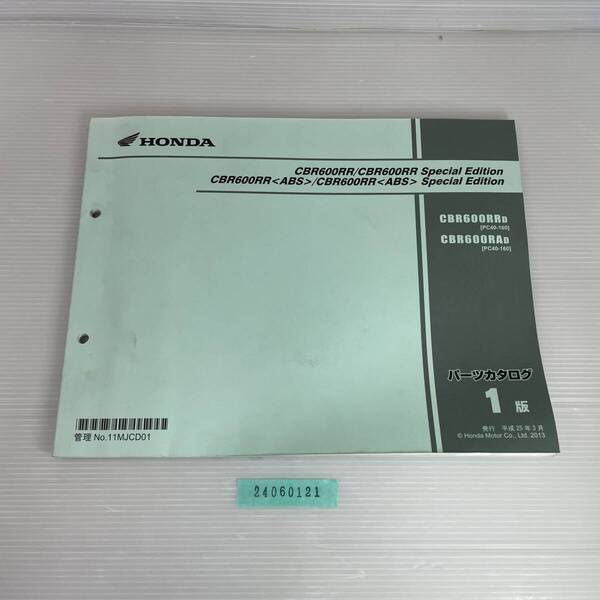 HONDA
CBR600RR/CBR600RR Special Edition
CBR600RR<ABS>/CBR600RR<ABS> Special Edition
CBR600RRD
[PC40-160]
CBR600RAD
[PC40-160]
パーツカタログ
1 版
発行 平成25年3月
© Honda Motor Co., Ltd. 2013
管理 No.11MJCD01
24060121